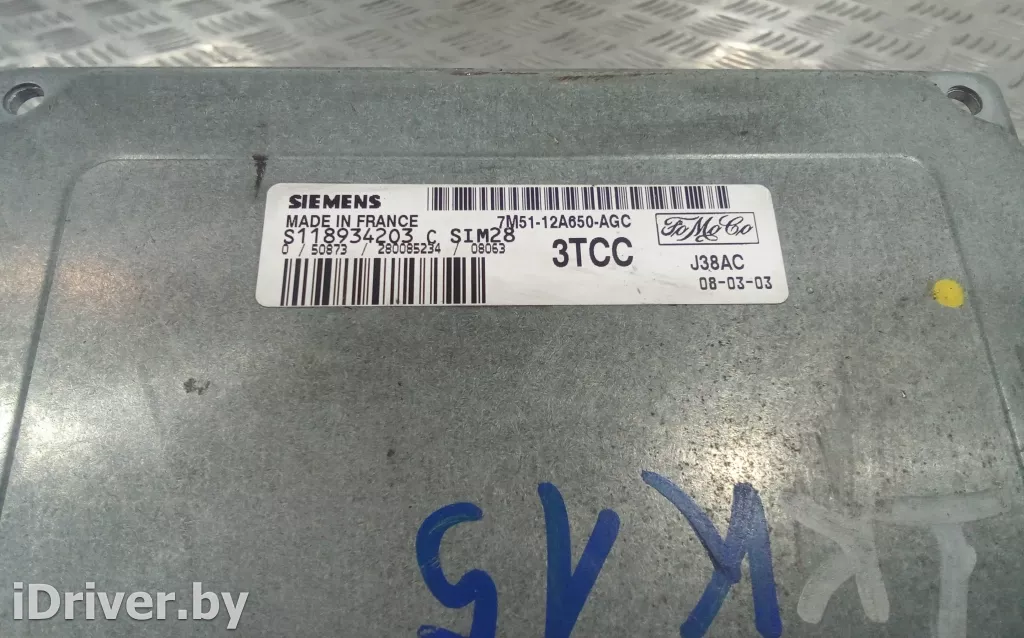 SIEMENS
MADE IN FRANCE
7M51-12A650-AGC
FoMoCo
S118934203 C SIM28
0 / 50873 / 280085234 / 08063
3TCC
J38AC
08-03-03
K15
iDriver.by